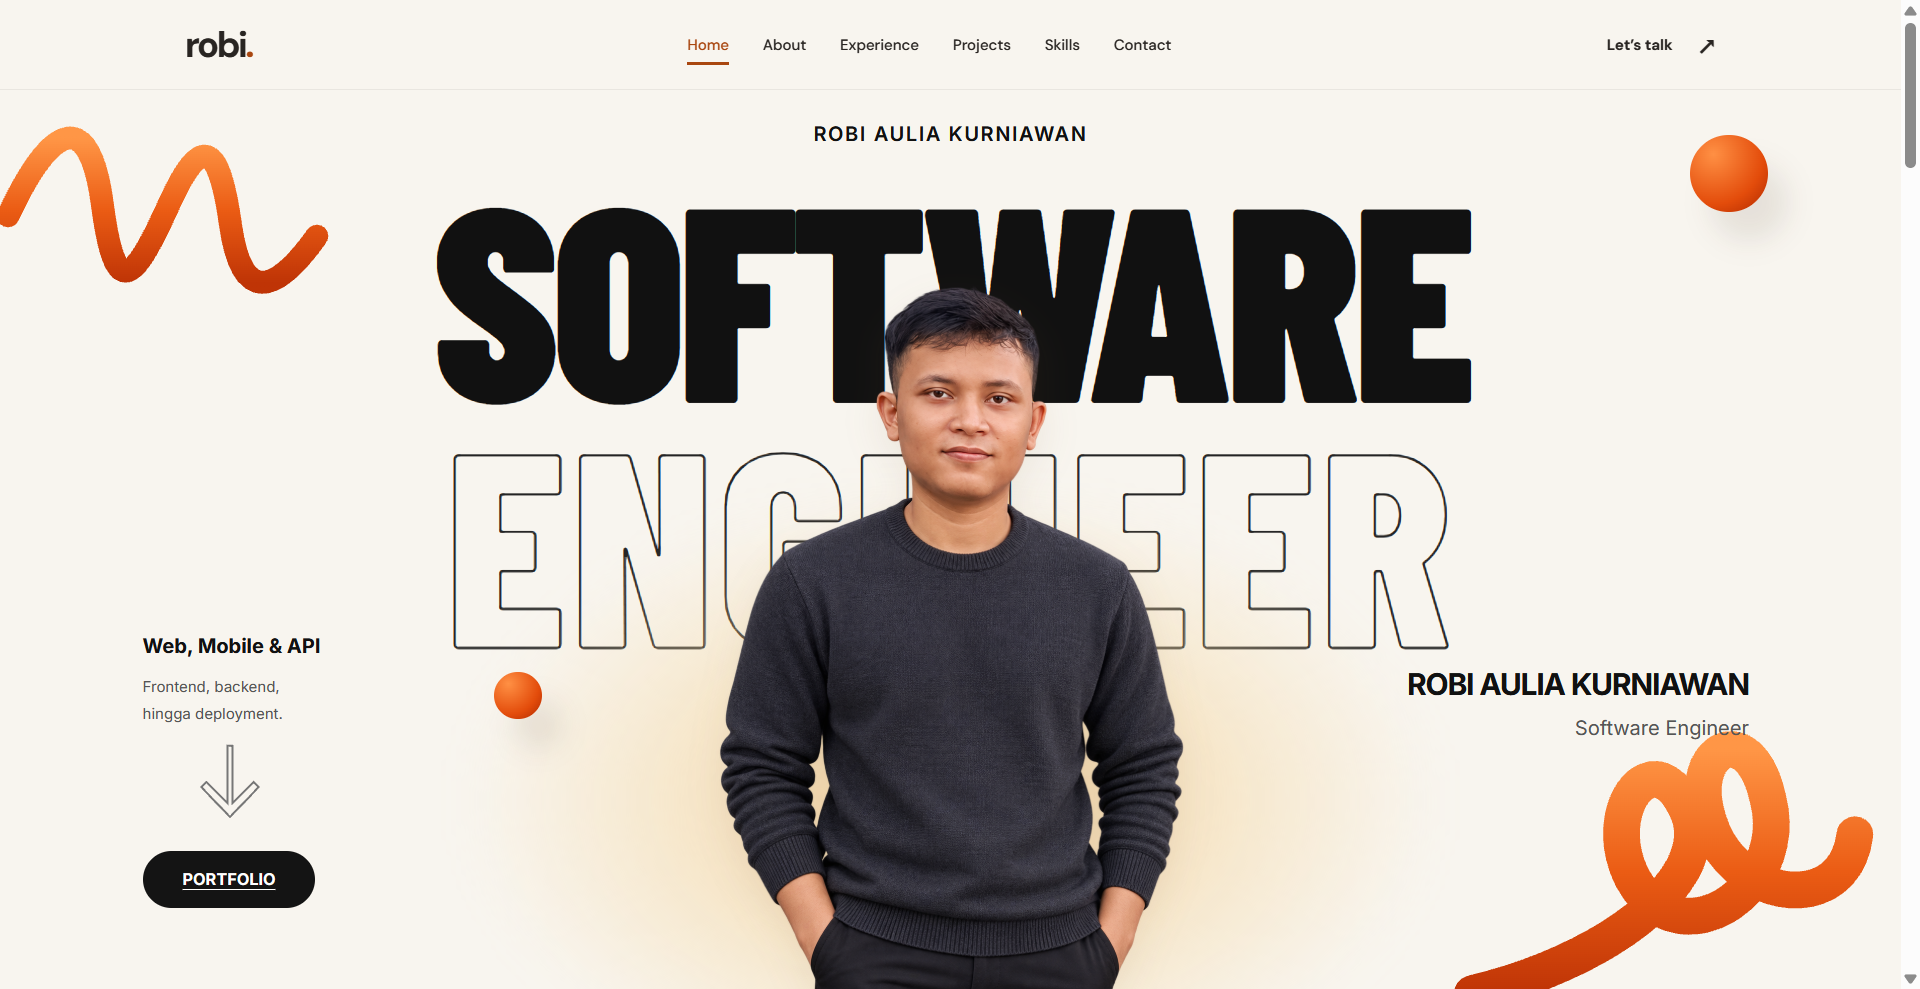 robi.
Home About Experience Projects Skills Contact
Let's talk
ROBI AULIA KURNIAWAN
SOFTWARE
ENGINEER
Web, Mobile & API
Frontend, backend,
hingga deployment.
PORTFOLIO
ROBI AULIA KURNIAWAN
Software Engineer